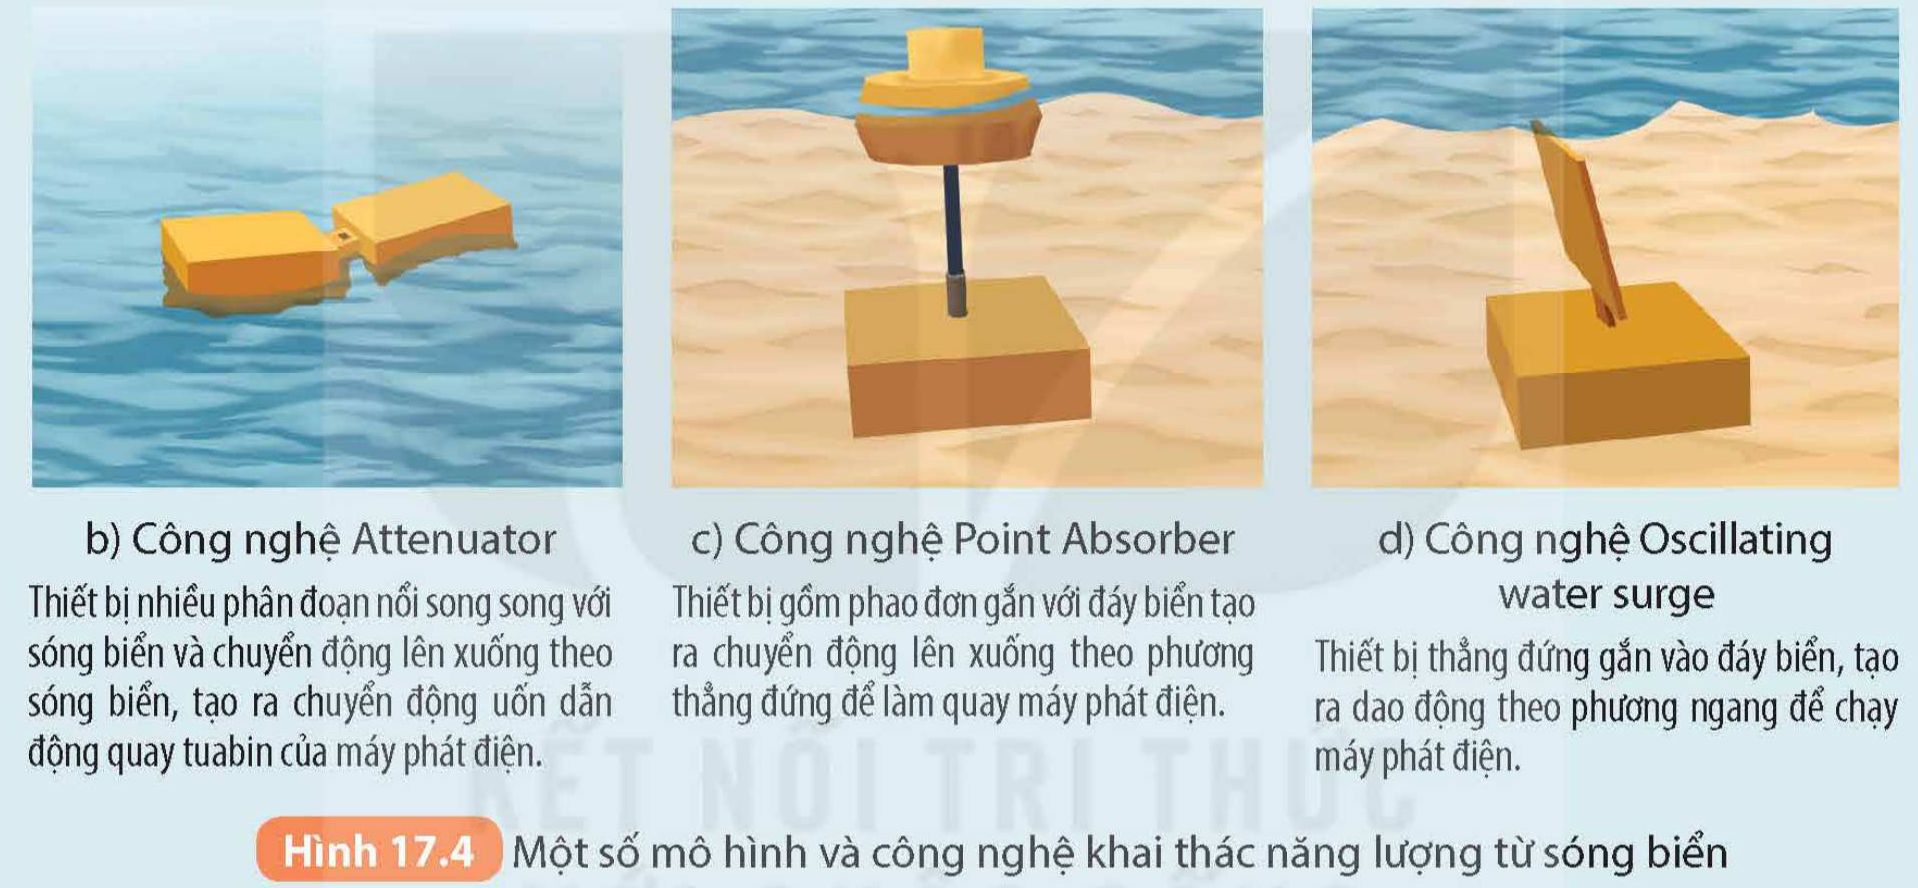 b) Công nghệ Attenuator
Thiết bị nhiều phân đoạn nổi song song với
sóng biển và chuyển động lên xuống theo
sóng biển, tạo ra chuyển động uốn dẫn
động quay tuabin của máy phát điện.
c) Công nghệ Point Absorber
Thiết bị gồm phao đơn gắn với đáy biển tạo
ra chuyển động lên xuống theo phương
thẳng đứng để làm quay máy phát điện.
d) Công nghệ Oscillating
water surge
Thiết bị thẳng đứng gắn vào đáy biển, tạo
ra dao động theo phương ngang để chạy
máy phát điện.
KẾT NỐI TRI THỨC
Hình 17.4 Một số mô hình và công nghệ khai thác năng lượng từ sóng biển